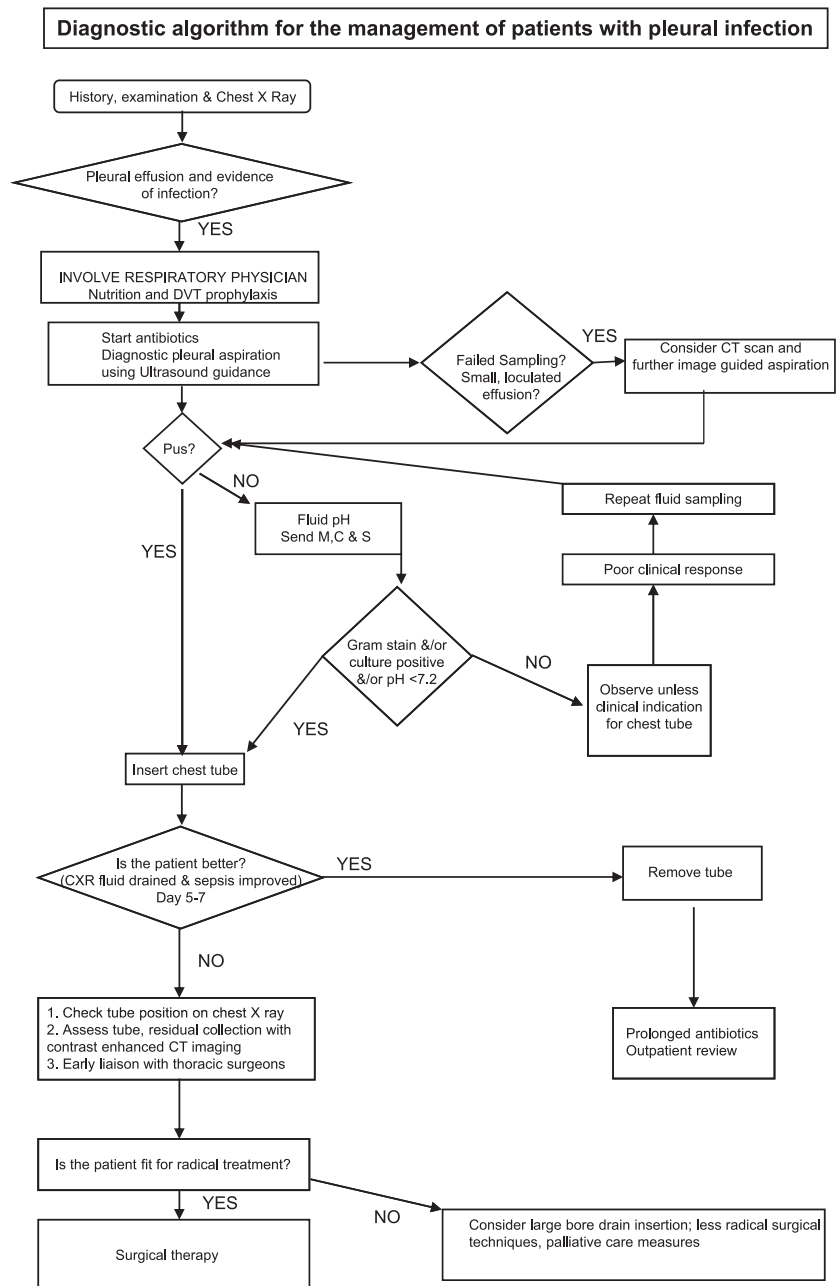 Diagnostic algorithm for the management of patients with pleural infection
History, examination & Chest X Ray
Pleural effusion and evidence
of infection?
YES
INVOLVE RESPIRATORY PHYSICIAN
Nutrition and DVT prophylaxis
Start antibiotics
Diagnostic pleural aspiration
using Ultrasound guidance
Failed Sampling?
Small, loculated
effusion?
YES
Consider CT scan and
further image guided aspiration
Pus?
NO
YES
Fluid pH
Send M,C & S
Repeat fluid sampling
Poor clinical response
Gram stain &/or
culture positive
&/or pH <7.2
NO
YES
Observe unless
clinical indication
for chest tube
Insert chest tube
Is the patient better?
(CXR fluid drained & sepsis improved)
Day 5-7
YES
Remove tube
NO
1. Check tube position on chest X ray
2. Assess tube, residual collection with
contrast enhanced CT imaging
3. Early liaison with thoracic surgeons
Prolonged antibiotics
Outpatient review
Is the patient fit for radical treatment?
YES
NO
Surgical therapy
Consider large bore drain insertion; less radical surgical
techniques, palliative care measures